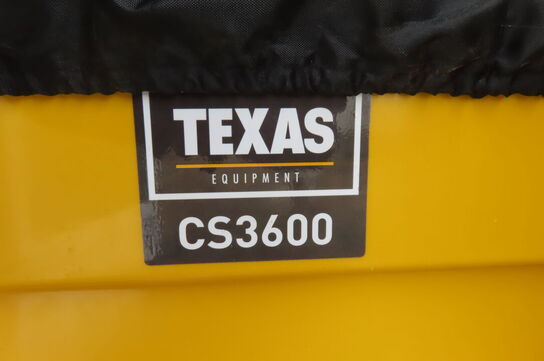 TEXAS
EQUIPMENT
CS3600